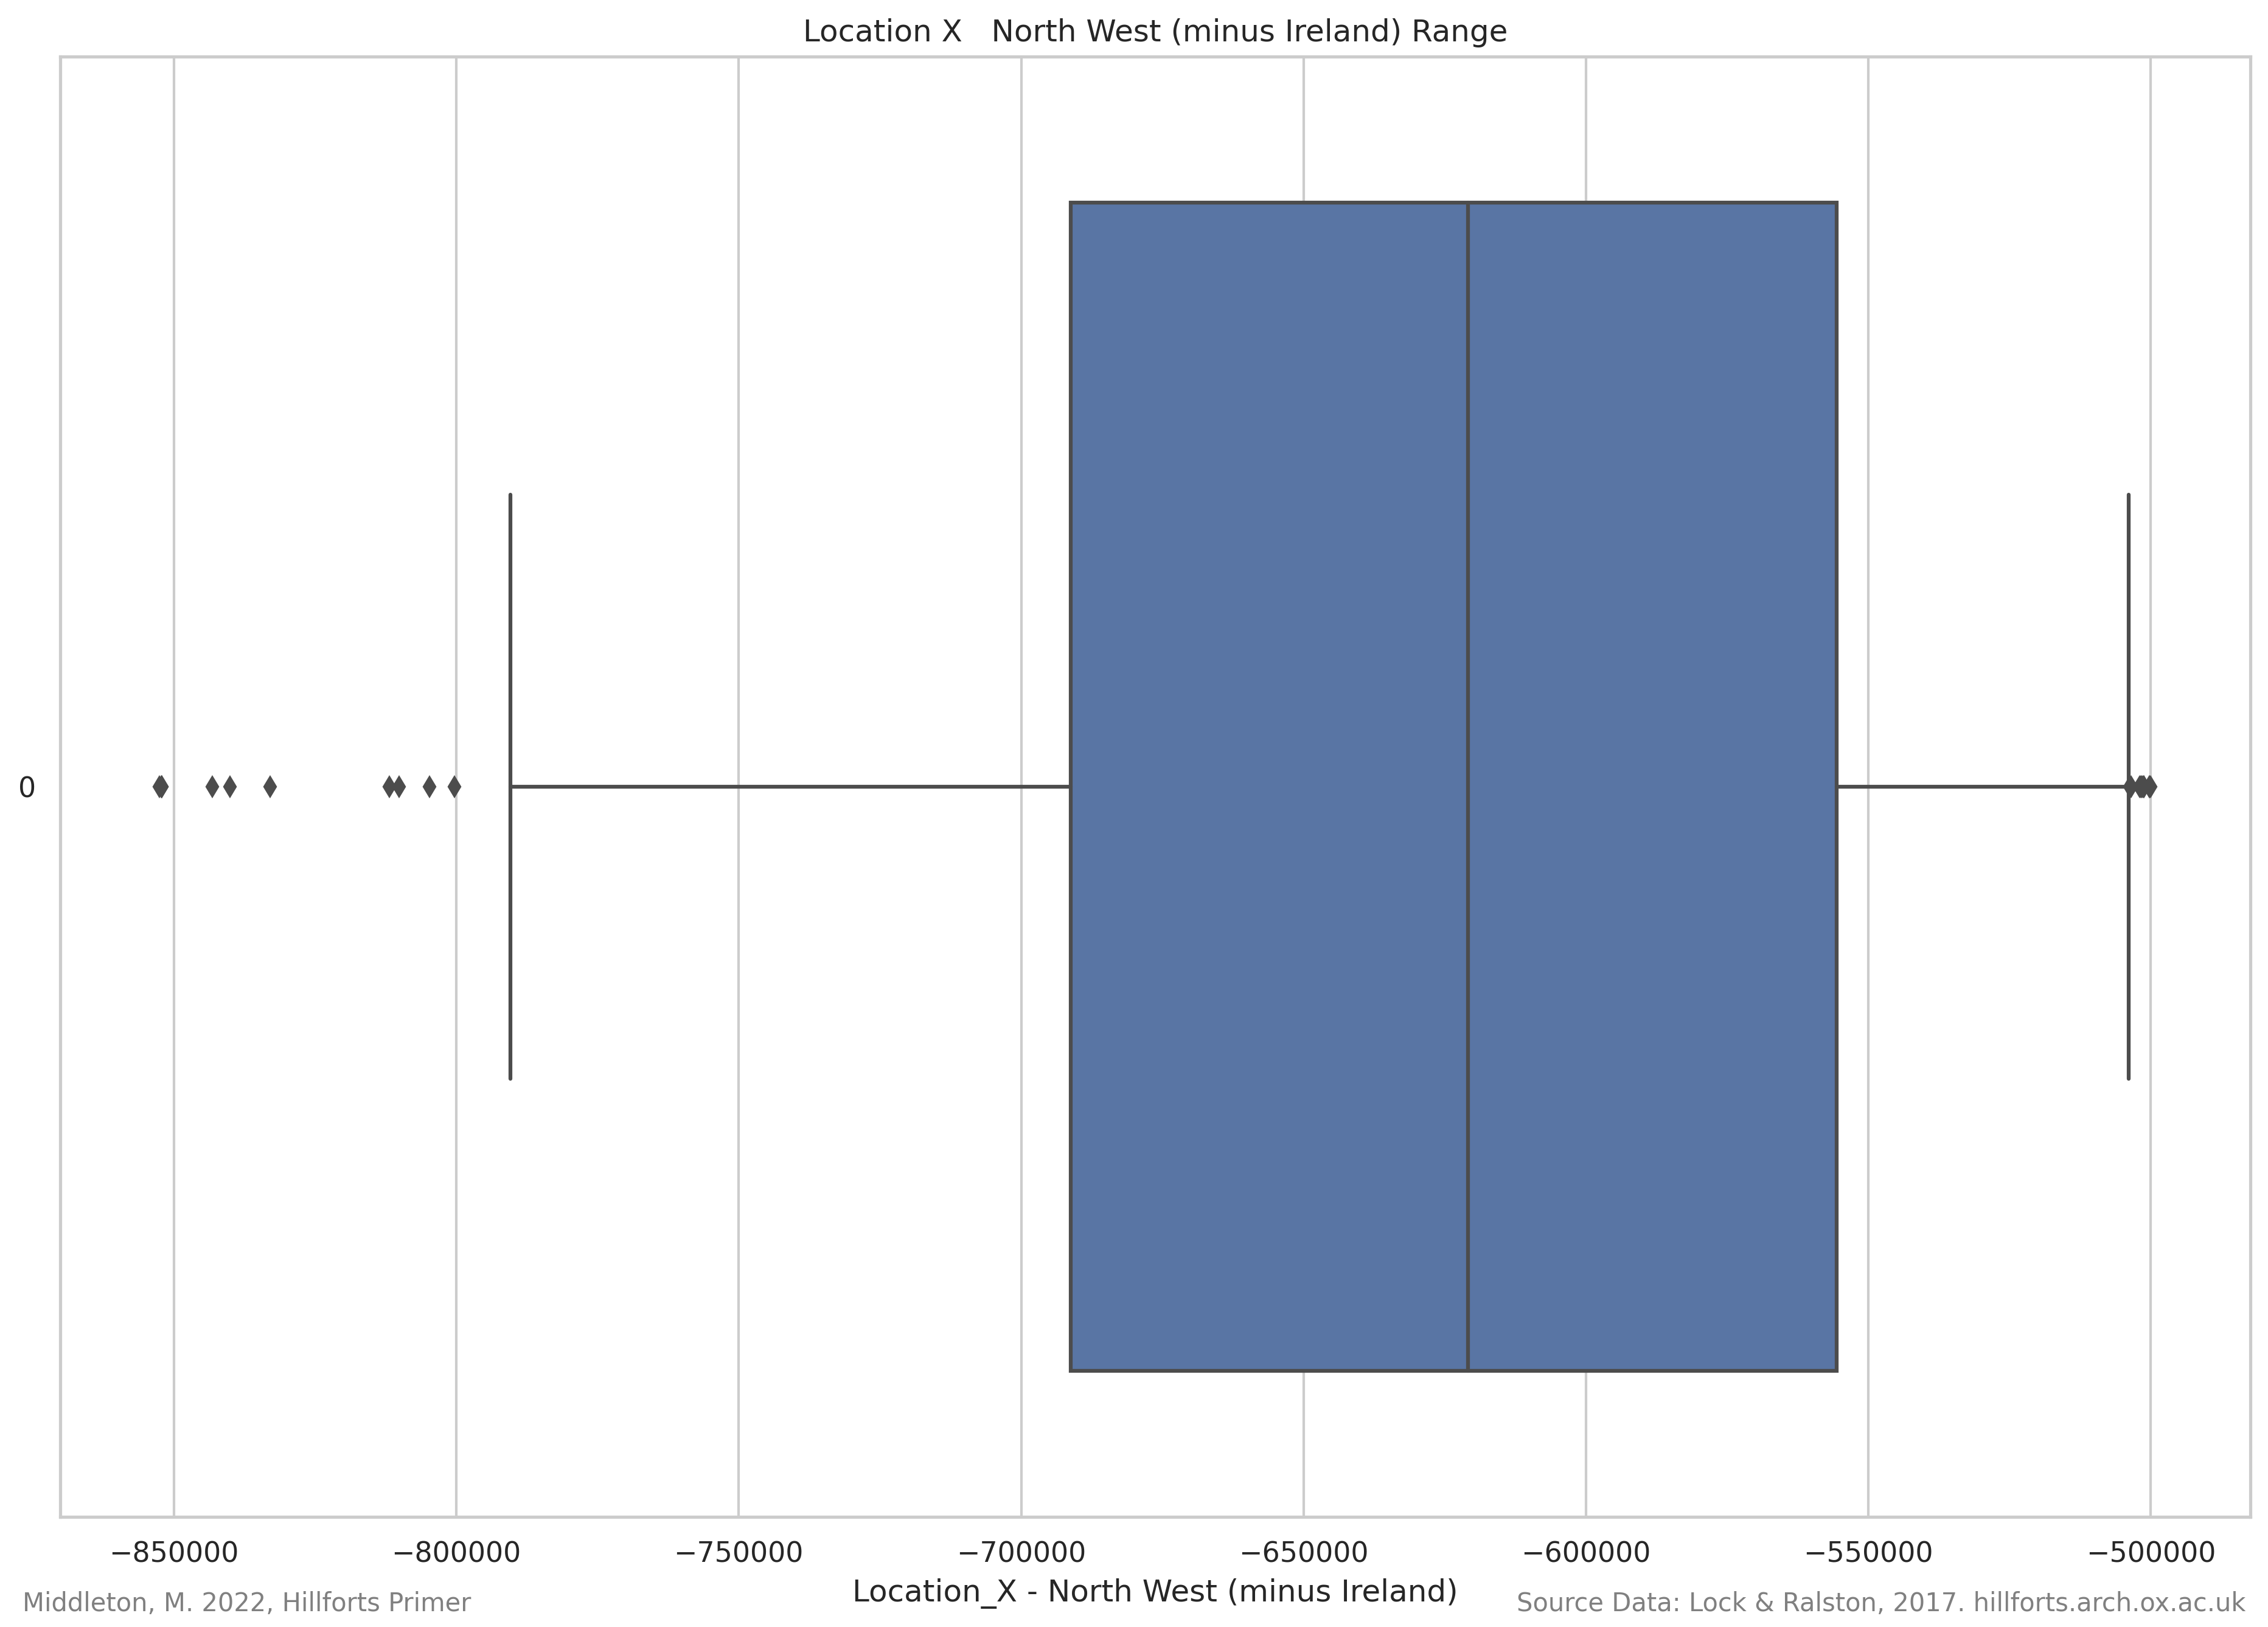 Location X   North West (minus Ireland) Range
0
−850000 −800000 −750000 −700000 −650000 −600000 −550000 −500000
Location_X - North West (minus Ireland)
Middleton, M. 2022, Hillforts Primer
Source Data: Lock & Ralston, 2017. hillforts.arch.ox.ac.uk